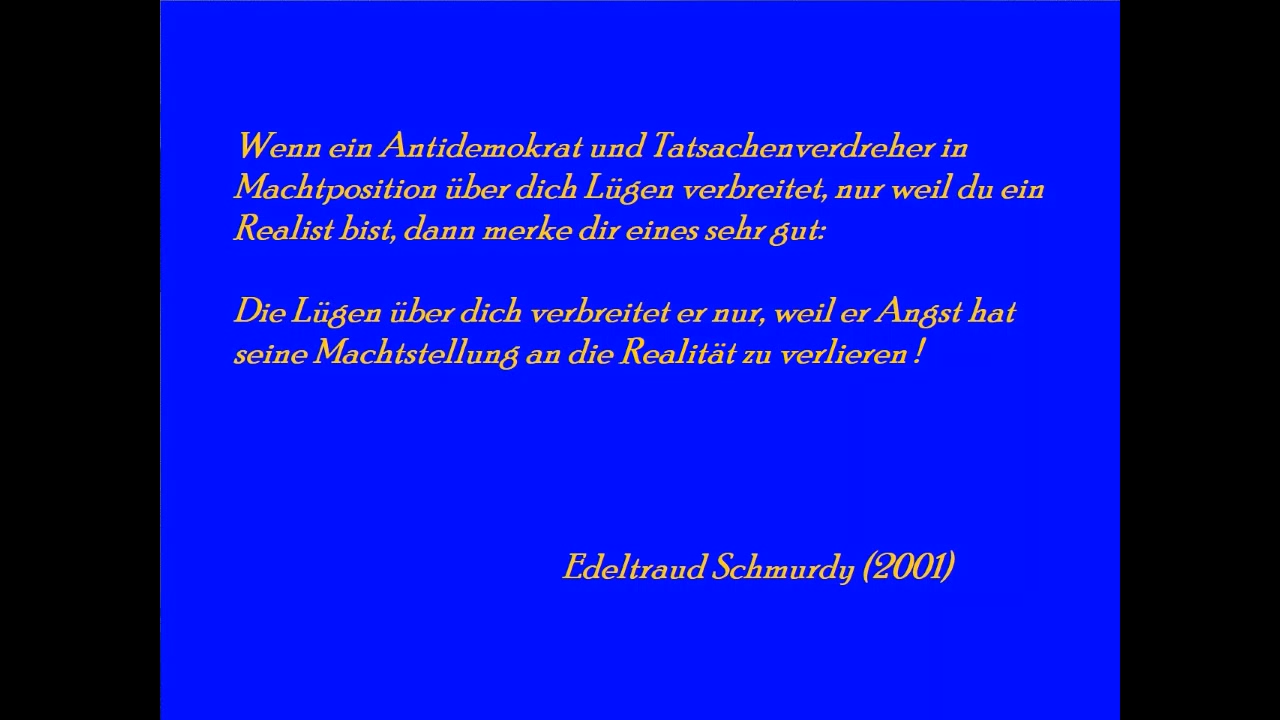 Wenn ein Antidemokrat und Tatsachenverdreher in
Machtposition über dich Lügen verbreitet, nur weil du ein
Realist bist, dann merke dir eines sehr gut:
Die Lügen über dich verbreitet er nur, weil er Angst hat
seine Machtstellung an die Realität zu verlieren !
Edeltraud Schmurdy (2001)